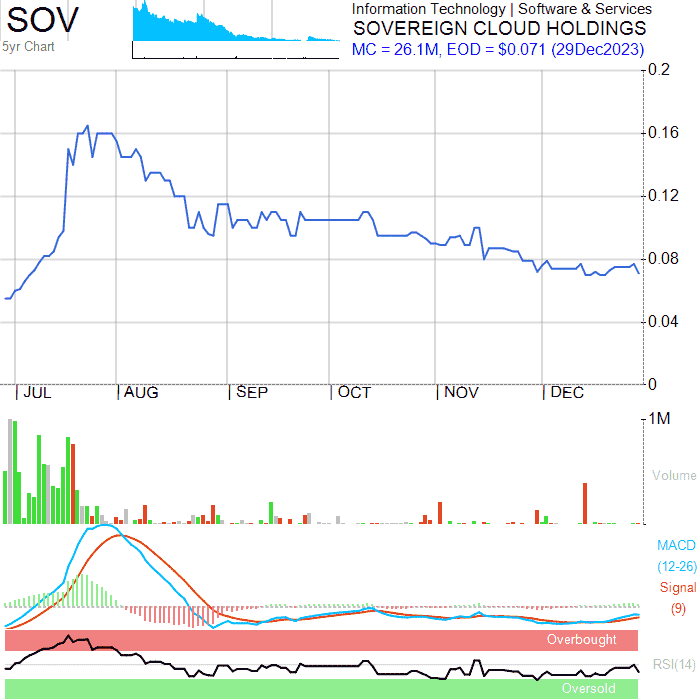 SOV
5yr Chart
Information Technology | Software & Services
SOVEREIGN CLOUD HOLDINGS
MC = 26.1M, EOD = $0.071 (29Dec2023)
0.2
0.16
0.12
0.08
0.04
0
JUL
AUG
SEP
OCT
NOV
DEC
1M
Volume
MACD
(12-26)
Signal
(9)
Overbought
RSI(14)
Oversold